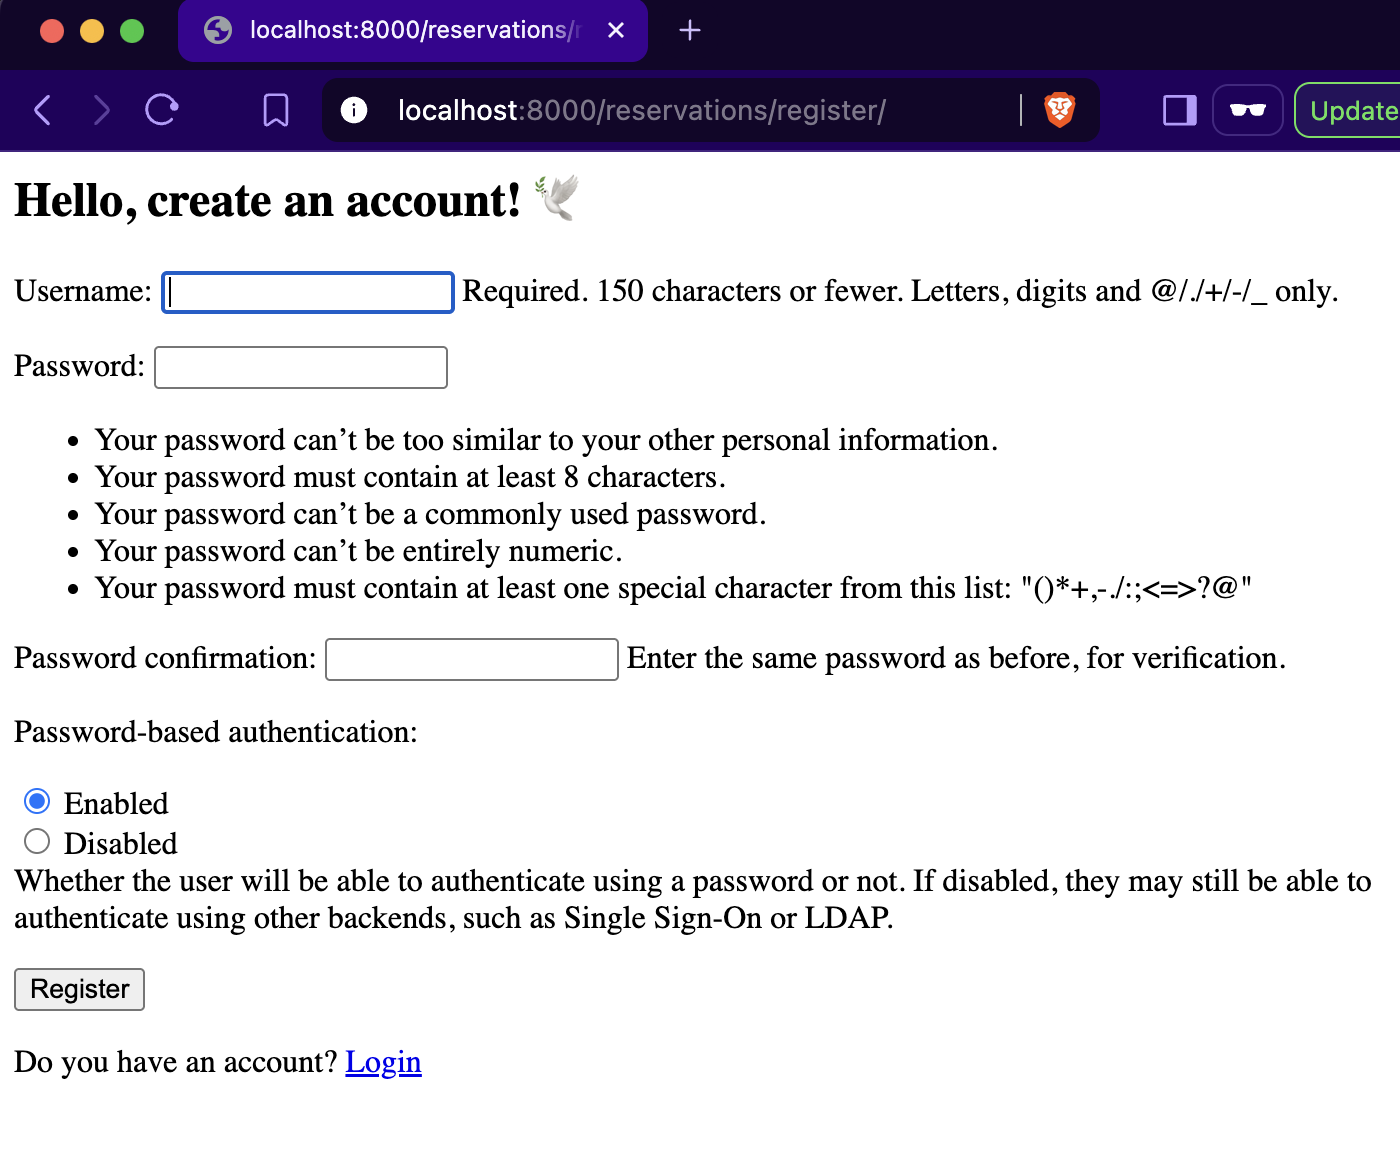 localhost:8000/reservations/r
localhost:8000/reservations/register/
Update
Hello, create an account! 🕊️
Username: Required. 150 characters or fewer. Letters, digits and @/./+/-/_ only.
Password:
Your password can’t be too similar to your other personal information.
Your password must contain at least 8 characters.
Your password can’t be a commonly used password.
Your password can’t be entirely numeric.
Your password must contain at least one special character from this list: "()*+,-./:;<=>?@"
Password confirmation: Enter the same password as before, for verification.
Password-based authentication:
Enabled
Disabled
Whether the user will be able to authenticate using a password or not. If disabled, they may still be able to
authenticate using other backends, such as Single Sign-On or LDAP.
Register
Do you have an account? Login